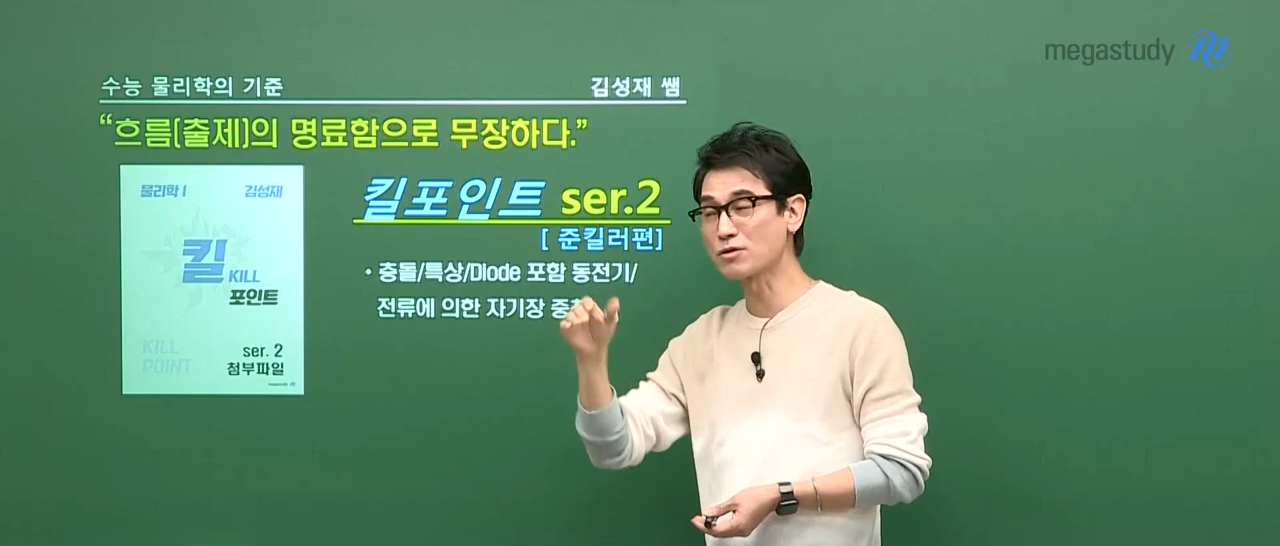 megastudy M
수능 물리학의 기준 김성재 쌤
“흐름(출제)의 명료함으로 무장하다.”
물리학 I 김성재
킬 KILL
포인트
KILL
POINT
ser. 2
첨부파일
megastudy
킬포인트 ser.2
[ 준킬러편]
• 충돌/특상/Diode 포함 동전기/
전류에 의한 자기장